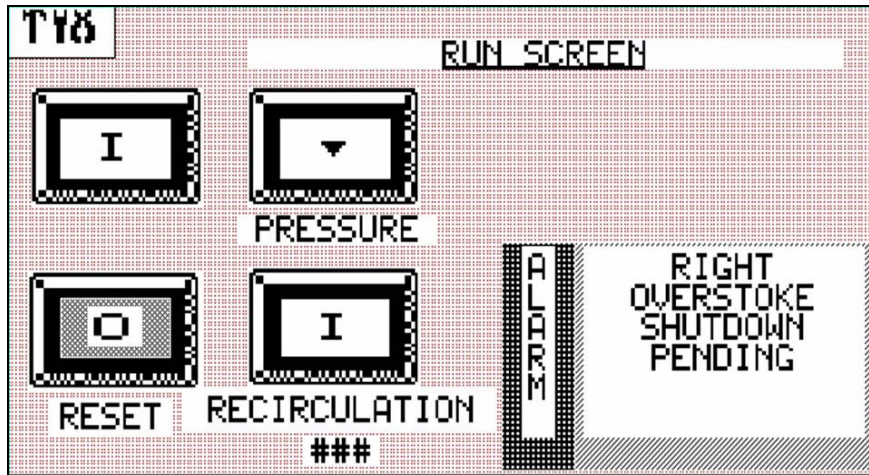 RUN SCREEN
I
PRESSURE
O
I
RESET
RECIRCULATION
###
ALARM
RIGHT
OVERSTOKE
SHUTDOWN
PENDING